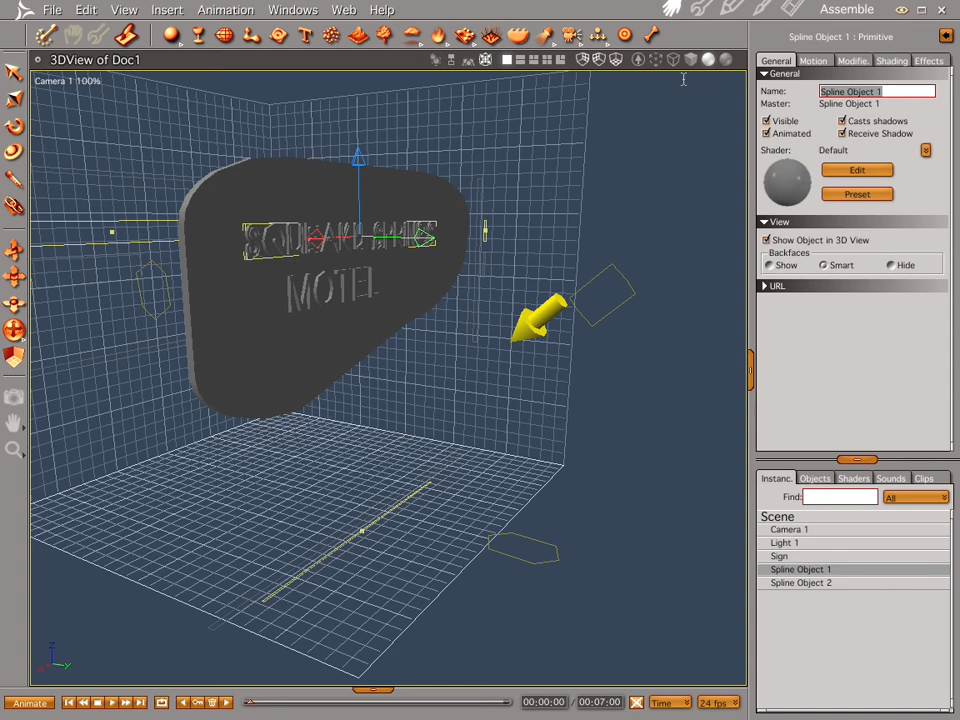 File Edit View Insert Animation Windows Web Help Assemble
3DView of Doc1
Camera 1 100%
MOTEL
Z
Y
Spline Object 1 : Primitive
General Motion Modifie. Shading Effects
General
Name: Spline Object 1
Master: Spline Object 1
Visible Casts shadows
Animated Receive Shadow
Shader: Default
Edit
Preset
View
Show Object in 3D View
Backfaces
Show Smart Hide
URL
Instanc. Objects Shaders Sounds Clips
Find: All
Scene
Camera 1
Light 1
Sign
Spline Object 1
Spline Object 2
Animate 00:00:00 / 00:07:00 Time 24 fps